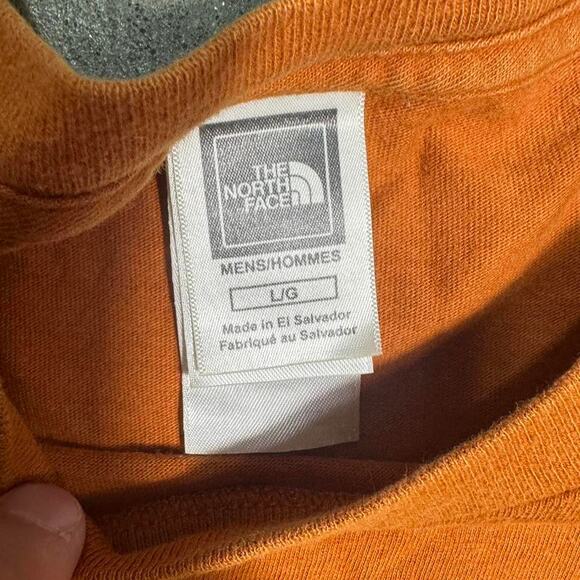 THE
NORTH
FACE
MENS/HOMMES
L/G
Made in El Salvador
Fabriqué au Salvador